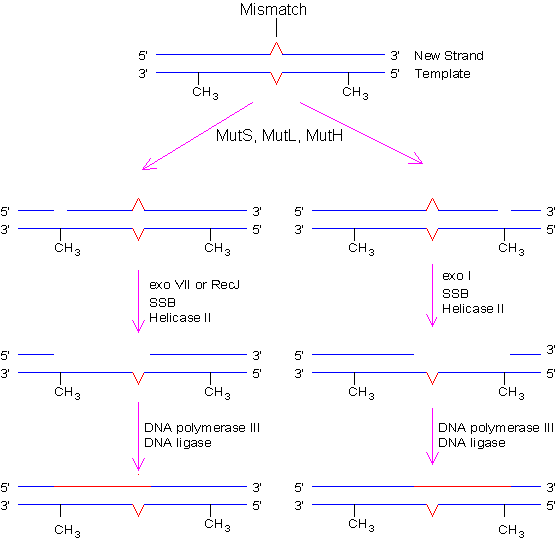 Mismatch
5' 3' New Strand
3' 5' Template
CH3 CH3
MutS, MutL, MutH
5' 3' 5' 3'
3' 5' 3' 5'
CH3 CH3 CH3 CH3
exo VII or RecJ exo I
SSB SSB
Helicase II Helicase II
5' 3' 5' 3'
3' 5' 3' 5'
CH3 CH3 CH3 CH3
DNA polymerase III DNA polymerase III
DNA ligase DNA ligase
5' 3' 5' 3'
3' 5' 3' 5'
CH3 CH3 CH3 CH3